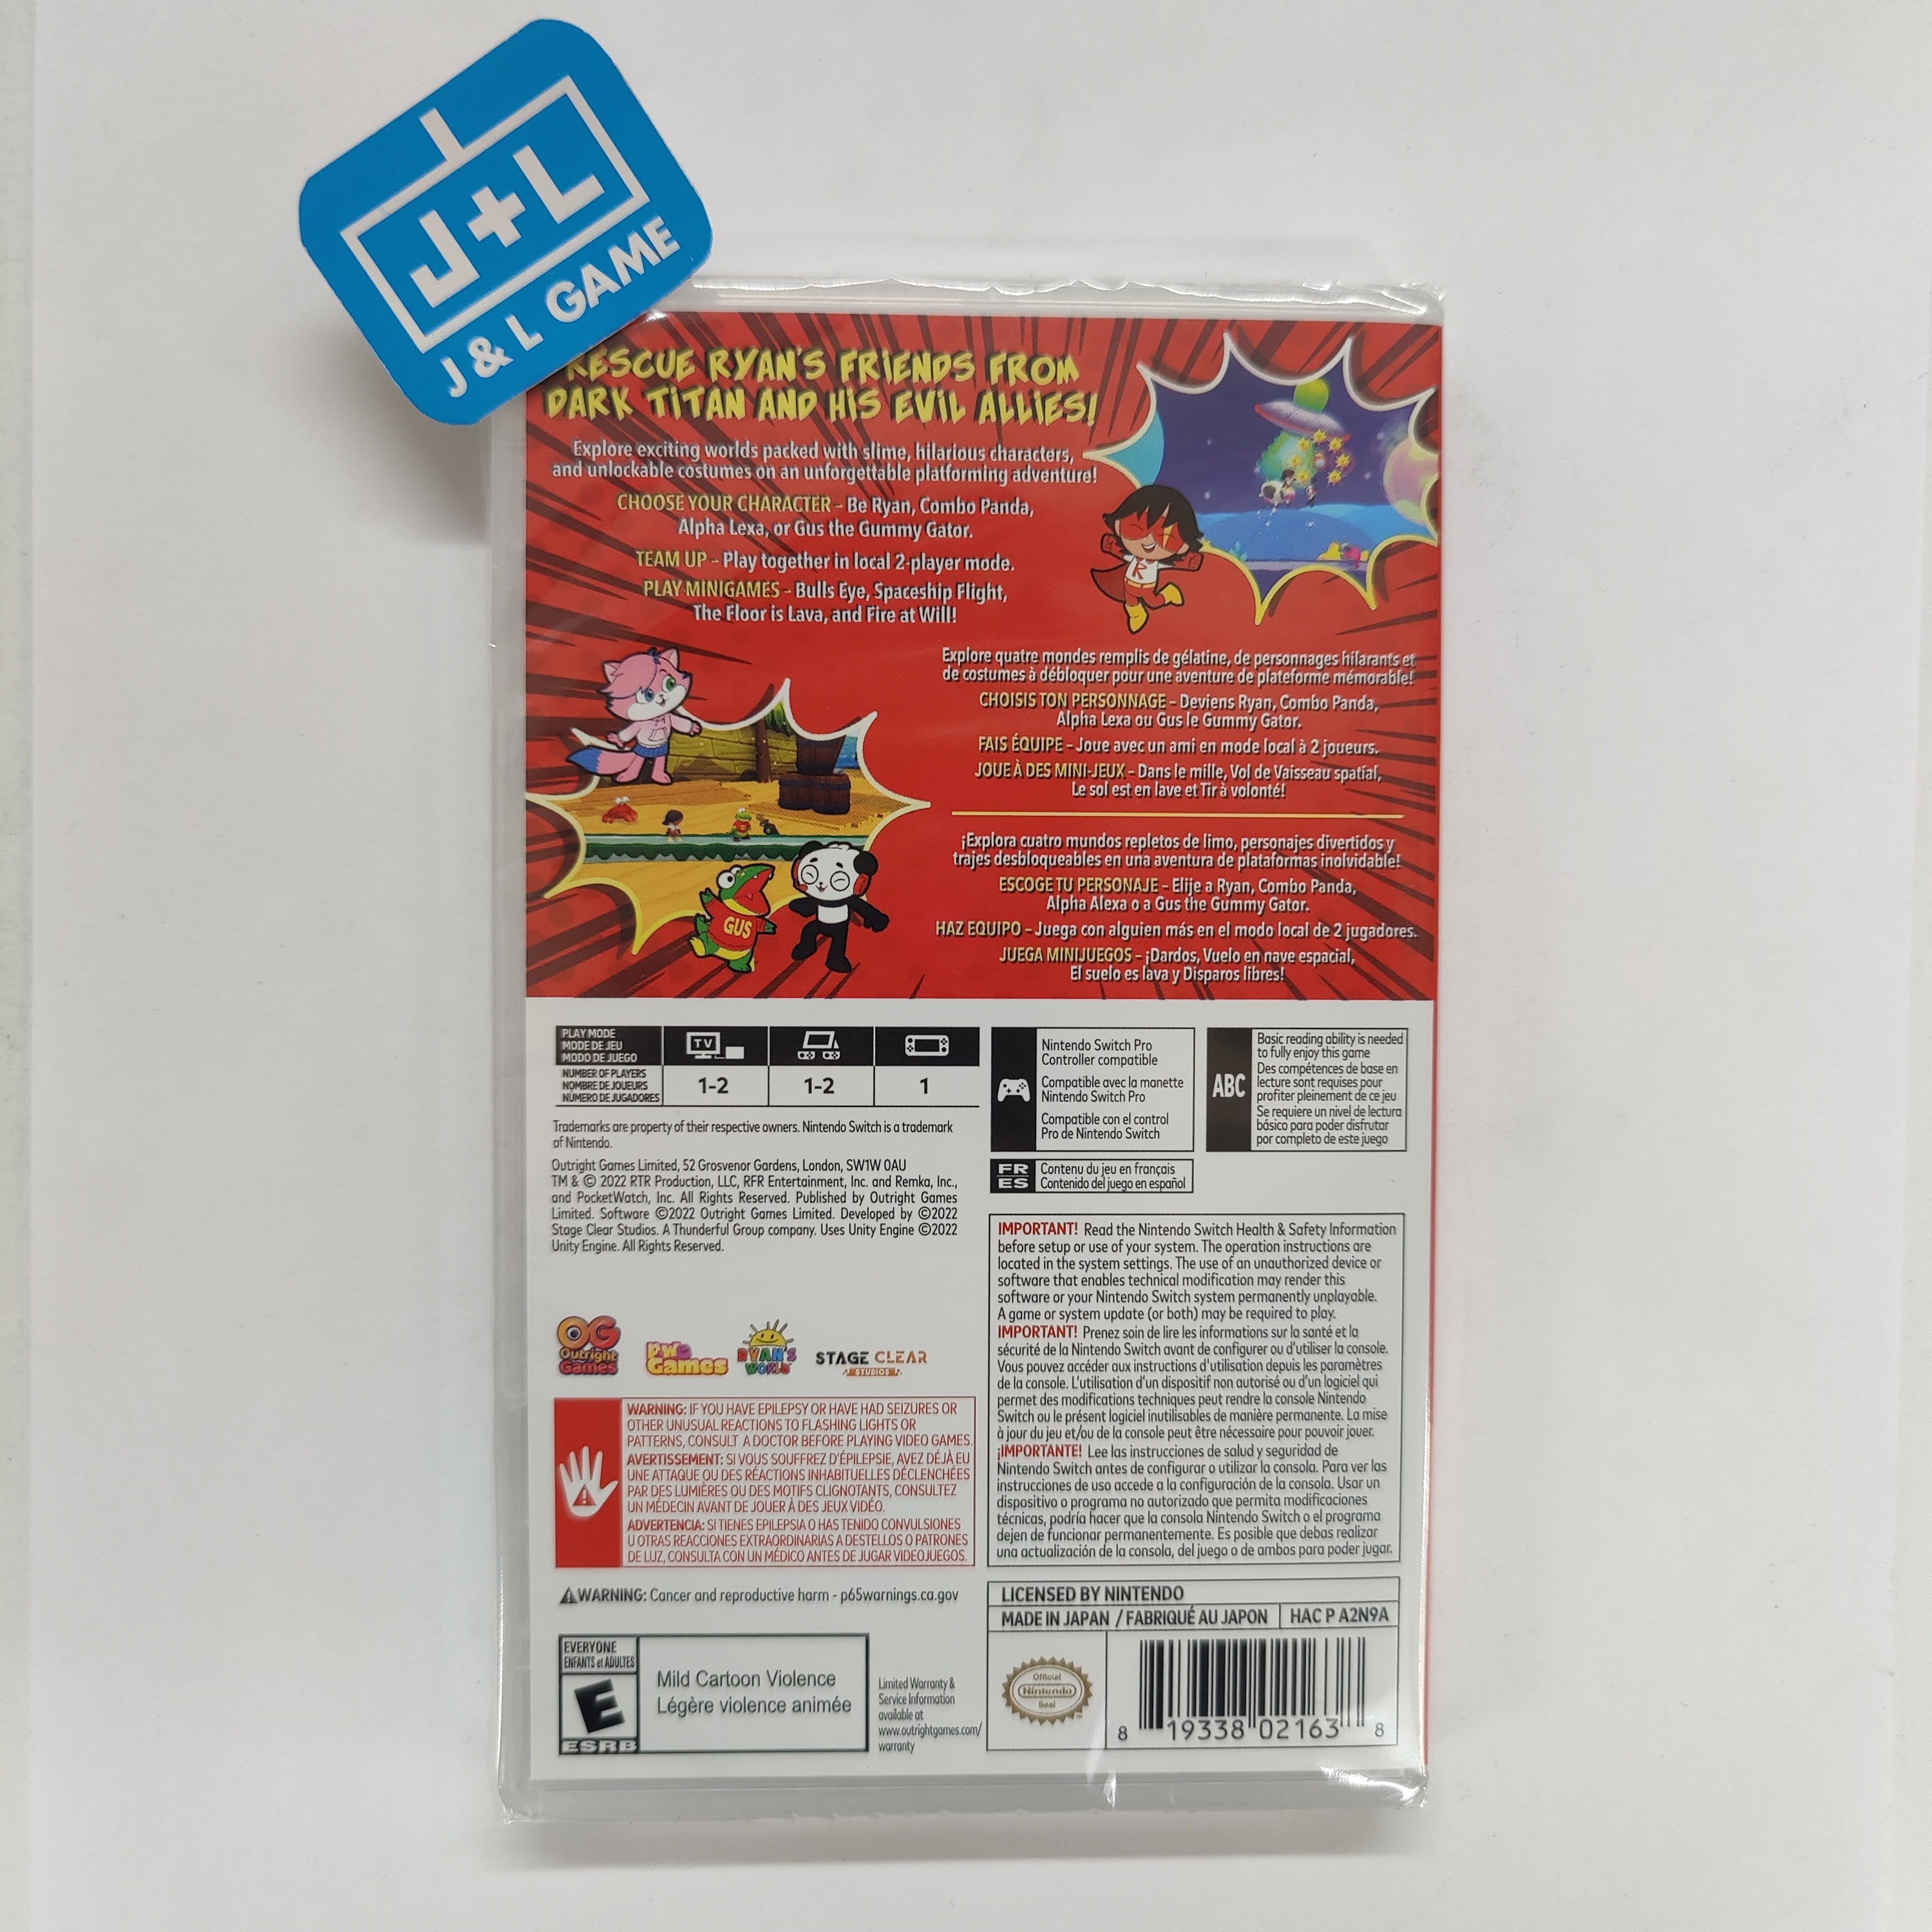 J+L
J & L GAME
RESCUE RYAN'S FRIENDS FROM
DARK TITAN AND HIS EVIL ALLIES!
Explore exciting worlds packed with slime, hilarious characters,
and unlockable costumes on an unforgettable platforming adventure!
CHOOSE YOUR CHARACTER – Be Ryan, Combo Panda,
Alpha Lexa, or Gus the Gummy Gator.
TEAM UP – Play together in local 2-player mode.
PLAY MINIGAMES – Bulls Eye, Spaceship Flight,
The Floor is Lava, and Fire at Will!
R
Explore quatre mondes remplis de gélatine, de personnages hilarants et
de costumes à débloquer pour une aventure de plateforme mémorable!
CHOISIS TON PERSONNAGE – Deviens Ryan, Combo Panda,
Alpha Lexa ou Gus le Gummy Gator.
FAIS ÉQUIPE – Joue avec un ami en mode local à 2 joueurs.
JOUE À DES MINI-JEUX – Dans le mille, Vol de Vaisseau spatial,
Le sol est en lave et Tir à volonté!
¡Explora cuatro mundos repletos de limo, personajes divertidos y
trajes desbloqueables en una aventura de plataformas inolvidable!
ESCOGE TU PERSONAJE – Elije a Ryan, Combo Panda,
Alpha Alexa o a Gus the Gummy Gator.
HAZ EQUIPO – Juega con alguien más en el modo local de 2 jugadores.
JUEGA MINIJUEGOS – ¡Dardos, Vuelo en nave espacial,
El suelo es lava y Disparos libres!
GUS
PLAY MODE
MODE DE JEU
MODO DE JUEGO
TV
NUMBER OF PLAYERS
NOMBRE DE JOUEURS
NÚMERO DE JUGADORES
1-2
1-2
1
Nintendo Switch Pro
Controller compatible
Compatible avec la manette
Nintendo Switch Pro
Compatible con el control
Pro de Nintendo Switch
ABC
Basic reading ability is needed
to fully enjoy this game
Des compétences de base en
lecture sont requises pour
profiter pleinement de ce jeu
Se requiere un nivel de lectura
básico para poder disfrutar
por completo de este juego
FR
ES
Contenu du jeu en français
Contenido del juego en español
Trademarks are property of their respective owners. Nintendo Switch is a trademark
of Nintendo.
Outright Games Limited, 52 Grosvenor Gardens, London, SW1W 0AU
TM & © 2022 RTR Production, LLC, RFR Entertainment, Inc. and Remka, Inc.,
and PocketWatch, Inc. All Rights Reserved. Published by Outright Games
Limited. Software ©2022 Outright Games Limited. Developed by ©2022
Stage Clear Studios. A Thunderful Group company. Uses Unity Engine ©2022
Unity Engine. All Rights Reserved.
OG
Outright
Games
pw
Games
RYAN'S
WORLD
STAGE CLEAR
STUDIOS
IMPORTANT! Read the Nintendo Switch Health & Safety Information
before setup or use of your system. The operation instructions are
located in the system settings. The use of an unauthorized device or
software that enables technical modification may render this
software or your Nintendo Switch system permanently unplayable.
A game or system update (or both) may be required to play.
IMPORTANT! Prenez soin de lire les informations sur la santé et la
sécurité de la Nintendo Switch avant de configurer ou d'utiliser la console.
Vous pouvez accéder aux instructions d'utilisation depuis les paramètres
de la console. L'utilisation d'un dispositif non autorisé ou d'un logiciel qui
permet des modifications techniques peut rendre la console Nintendo
Switch ou le présent logiciel inutilisables de manière permanente. La mise
à jour du jeu et/ou de la console peut être nécessaire pour pouvoir jouer.
¡IMPORTANTE! Lee las instrucciones de salud y seguridad de
Nintendo Switch antes de configurar o utilizar la consola. Para ver las
instrucciones de uso accede a la configuración de la consola. Usar un
dispositivo o programa no autorizado que permita modificaciones
técnicas, podría hacer que la consola Nintendo Switch o el programa
dejen de funcionar permanentemente. Es posible que debas realizar
una actualización de la consola, del juego o de ambos para poder jugar.
WARNING: IF YOU HAVE EPILEPSY OR HAVE HAD SEIZURES OR
OTHER UNUSUAL REACTIONS TO FLASHING LIGHTS OR
PATTERNS, CONSULT A DOCTOR BEFORE PLAYING VIDEO GAMES.
AVERTISSEMENT: SI VOUS SOUFFREZ D'ÉPILEPSIE, AVEZ DÉJÀ EU
UNE ATTAQUE OU DES RÉACTIONS INHABITUELLES DÉCLENCHÉES
PAR DES LUMIÈRES OU DES MOTIFS CLIGNOTANTS, CONSULTEZ
UN MÉDECIN AVANT DE JOUER À DES JEUX VIDÉO.
ADVERTENCIA: SI TIENES EPILEPSIA O HAS TENIDO CONVULSIONES
U OTRAS REACCIONES EXTRAORDINARIAS A DESTELLOS O PATRONES
DE LUZ, CONSULTA CON UN MÉDICO ANTES DE JUGAR VIDEOJUEGOS.
WARNING: Cancer and reproductive harm - p65warnings.ca.gov
LICENSED BY NINTENDO
MADE IN JAPAN / FABRIQUÉ AU JAPON
HAC P A2N9A
EVERYONE
ENFANTS et ADULTES
E
ESRB
Mild Cartoon Violence
Légère violence animée
Limited Warranty &
Service Information
available at
www.outrightgames.com/
warranty
Official
Nintendo
Seal
8 19338 02163 8